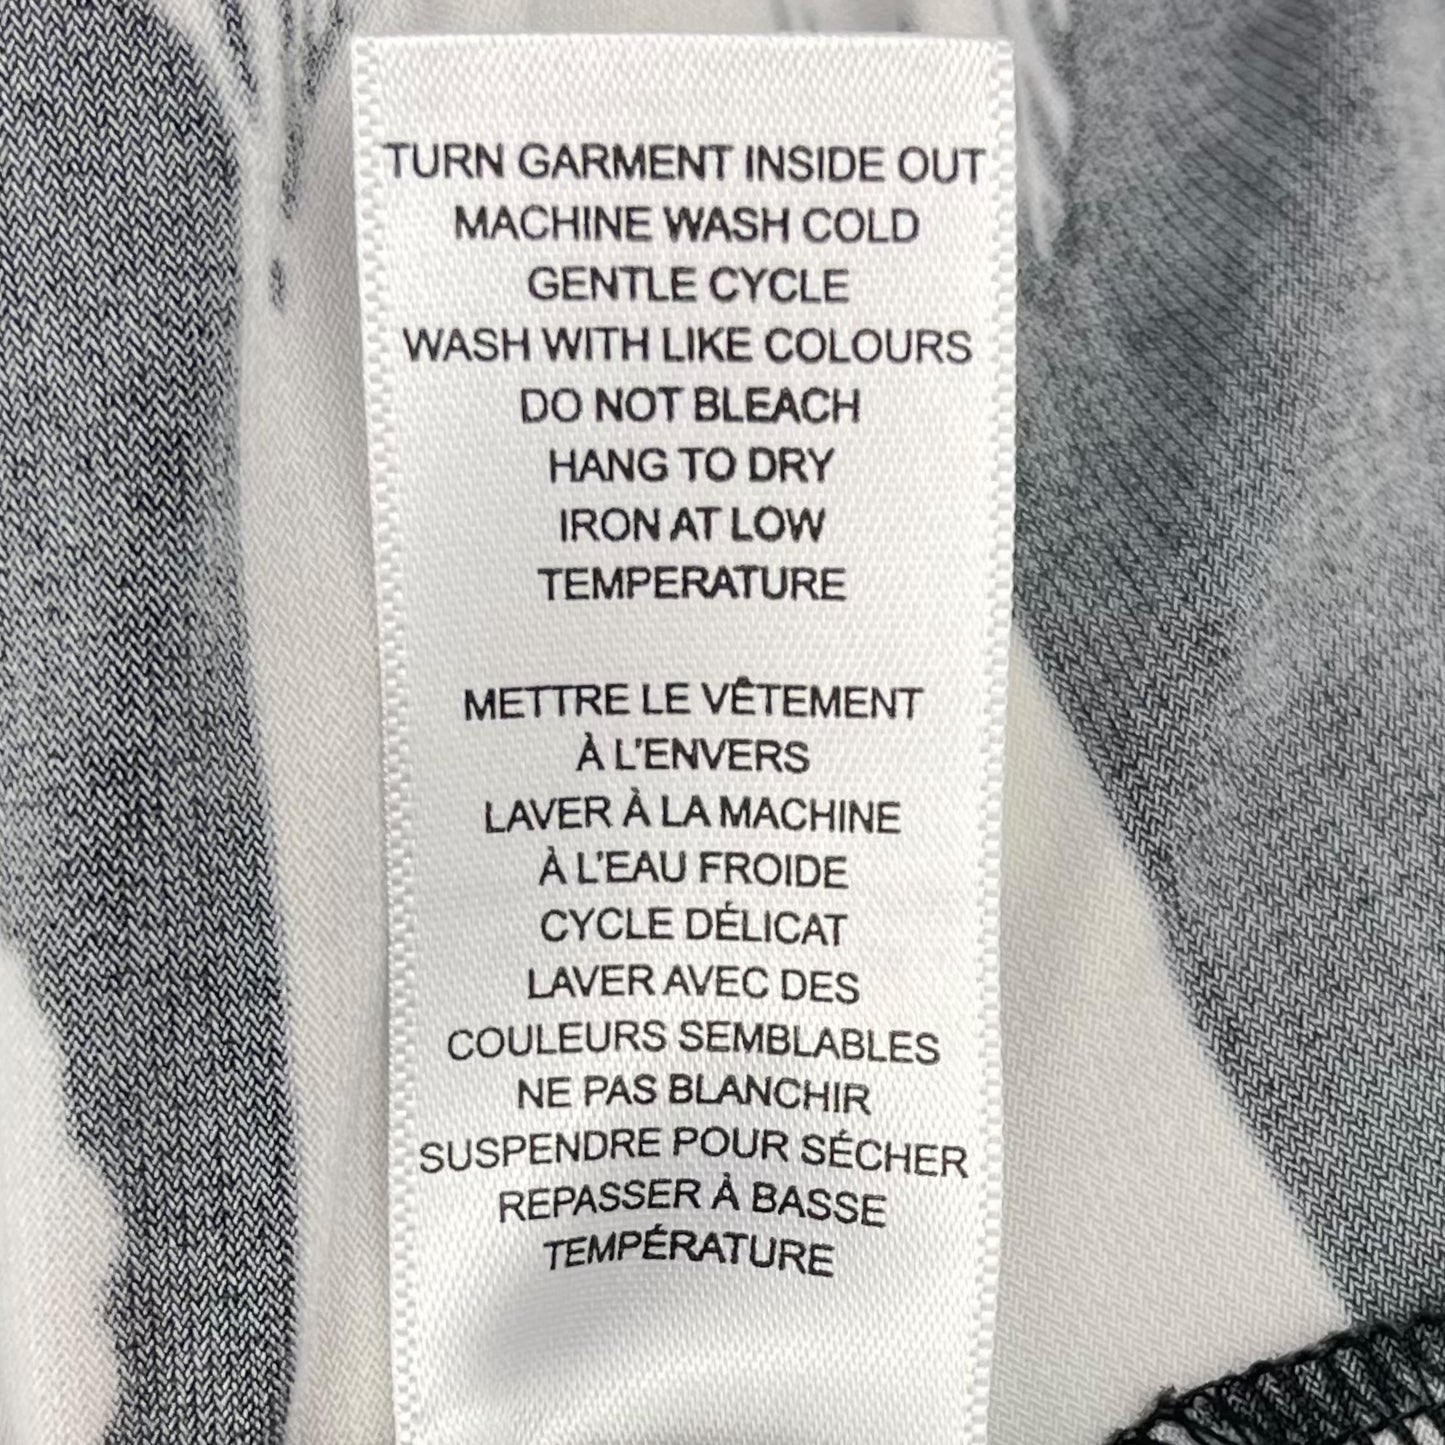 TURN GARMENT INSIDE OUT
MACHINE WASH COLD
GENTLE CYCLE
WASH WITH LIKE COLOURS
DO NOT BLEACH
HANG TO DRY
IRON AT LOW
TEMPERATURE
METTRE LE VÊTEMENT
À L'ENVERS
LAVER À LA MACHINE
À L'EAU FROIDE
CYCLE DÉLICAT
LAVER AVEC DES
COULEURS SEMBLABLES
NE PAS BLANCHIR
SUSPENDRE POUR SÉCHER
REPASSER À BASSE
TEMPÉRATURE